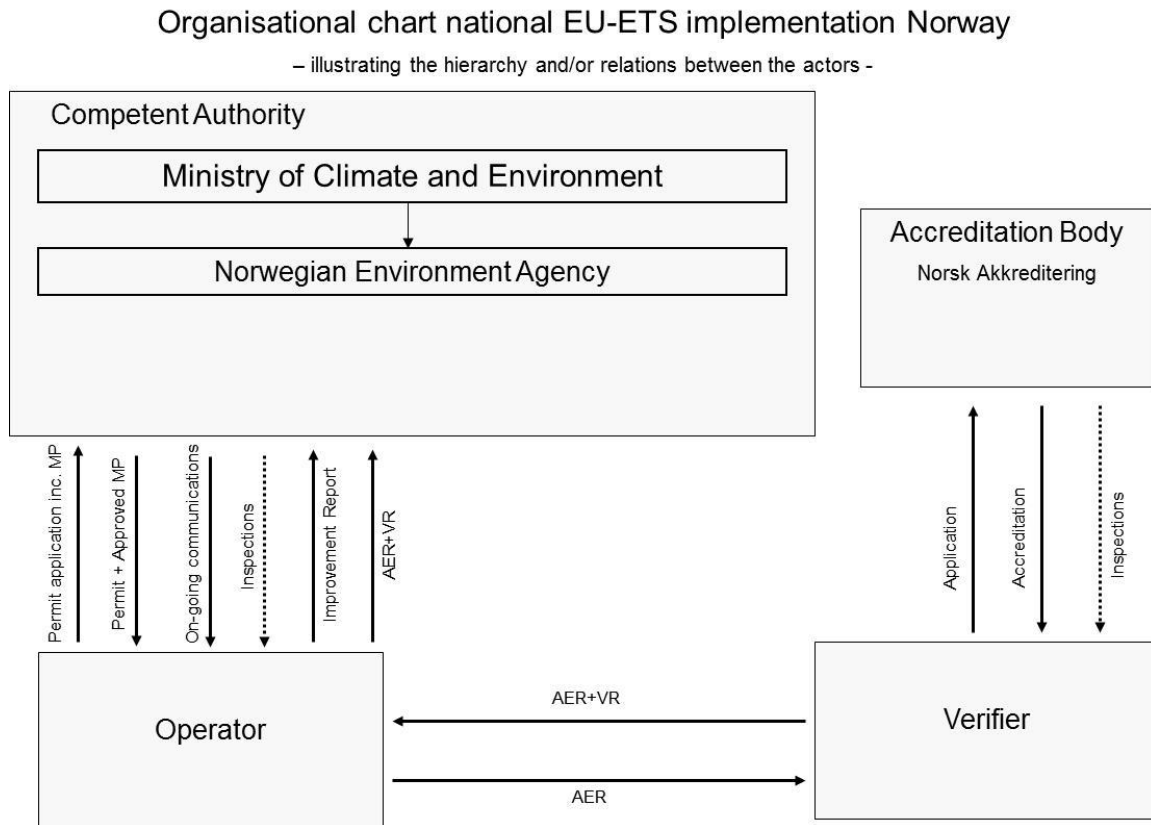 Organisational chart national EU-ETS implementation Norway
– illustrating the hierarchy and/or relations between the actors -
Competent Authority
Ministry of Climate and Environment
Norwegian Environment Agency
Accreditation Body
Norsk Akkreditering
Permit application inc. MP
Permit + Approved MP
On-going communications
Inspections
Improvement Report
AER+VR
Application
Accreditation
Inspections
Operator
AER+VR
AER
Verifier